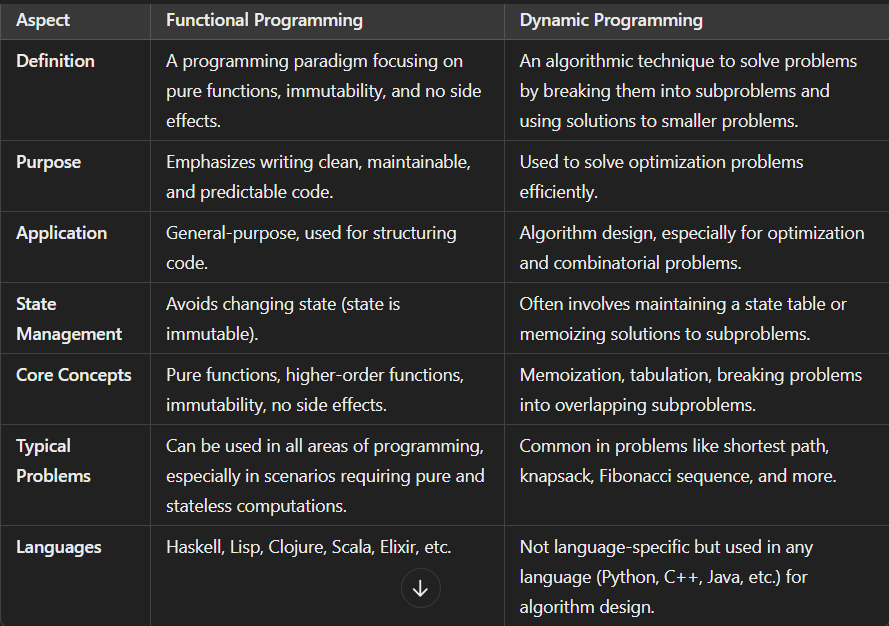 Aspect
Functional Programming
Dynamic Programming
Definition
A programming paradigm focusing on
pure functions, immutability, and no side
effects.
An algorithmic technique to solve problems
by breaking them into subproblems and
using solutions to smaller problems.
Purpose
Emphasizes writing clean, maintainable,
and predictable code.
Used to solve optimization problems
efficiently.
Application
General-purpose, used for structuring
code.
Algorithm design, especially for optimization
and combinatorial problems.
State
Management
Avoids changing state (state is
immutable).
Often involves maintaining a state table or
memoizing solutions to subproblems.
Core Concepts
Pure functions, higher-order functions,
immutability, no side effects.
Memoization, tabulation, breaking problems
into overlapping subproblems.
Typical
Problems
Can be used in all areas of programming,
especially in scenarios requiring pure and
stateless computations.
Common in problems like shortest path,
knapsack, Fibonacci sequence, and more.
Languages
Haskell, Lisp, Clojure, Scala, Elixir, etc.
Not language-specific but used in any
language (Python, C++, Java, etc.) for
algorithm design.